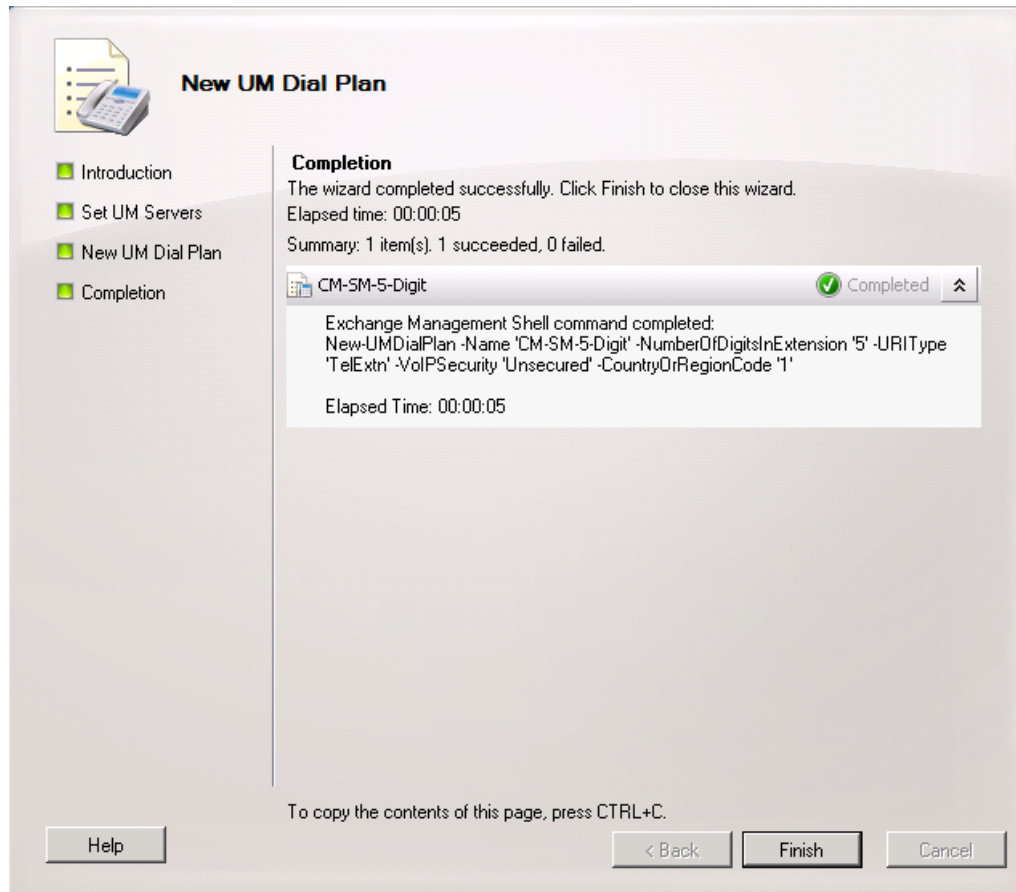 New UM Dial Plan
Introduction
Set UM Servers
New UM Dial Plan
Completion
Completion
The wizard completed successfully. Click Finish to close this wizard.
Elapsed time: 00:00:05
Summary: 1 item(s). 1 succeeded, 0 failed.
CM-SM-5-Digit
Completed
Exchange Management Shell command completed:
New-UMDialPlan -Name 'CM-SM-5-Digit' -NumberOfDigitsInExtension '5' -URIType
'TelExtn' -VoIPSecurity 'Unsecured' -CountryOrRegionCode '1'
Elapsed Time: 00:00:05
To copy the contents of this page, press CTRL+C.
Help
< Back
Finish
Cancel